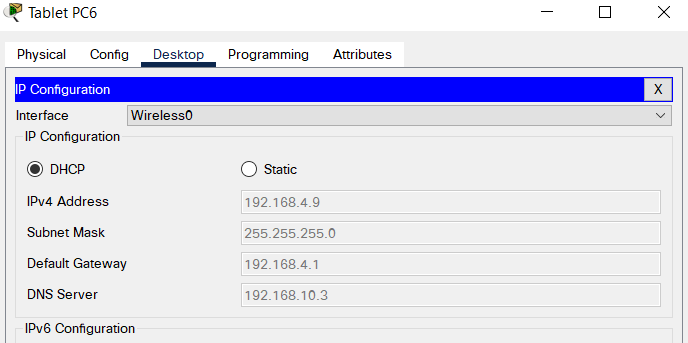 Tablet PC6
Physical Config Desktop Programming Attributes
IP Configuration X
Interface Wireless0
IP Configuration
DHCP Static
IPv4 Address 192.168.4.9
Subnet Mask 255.255.255.0
Default Gateway 192.168.4.1
DNS Server 192.168.10.3
IPv6 Configuration